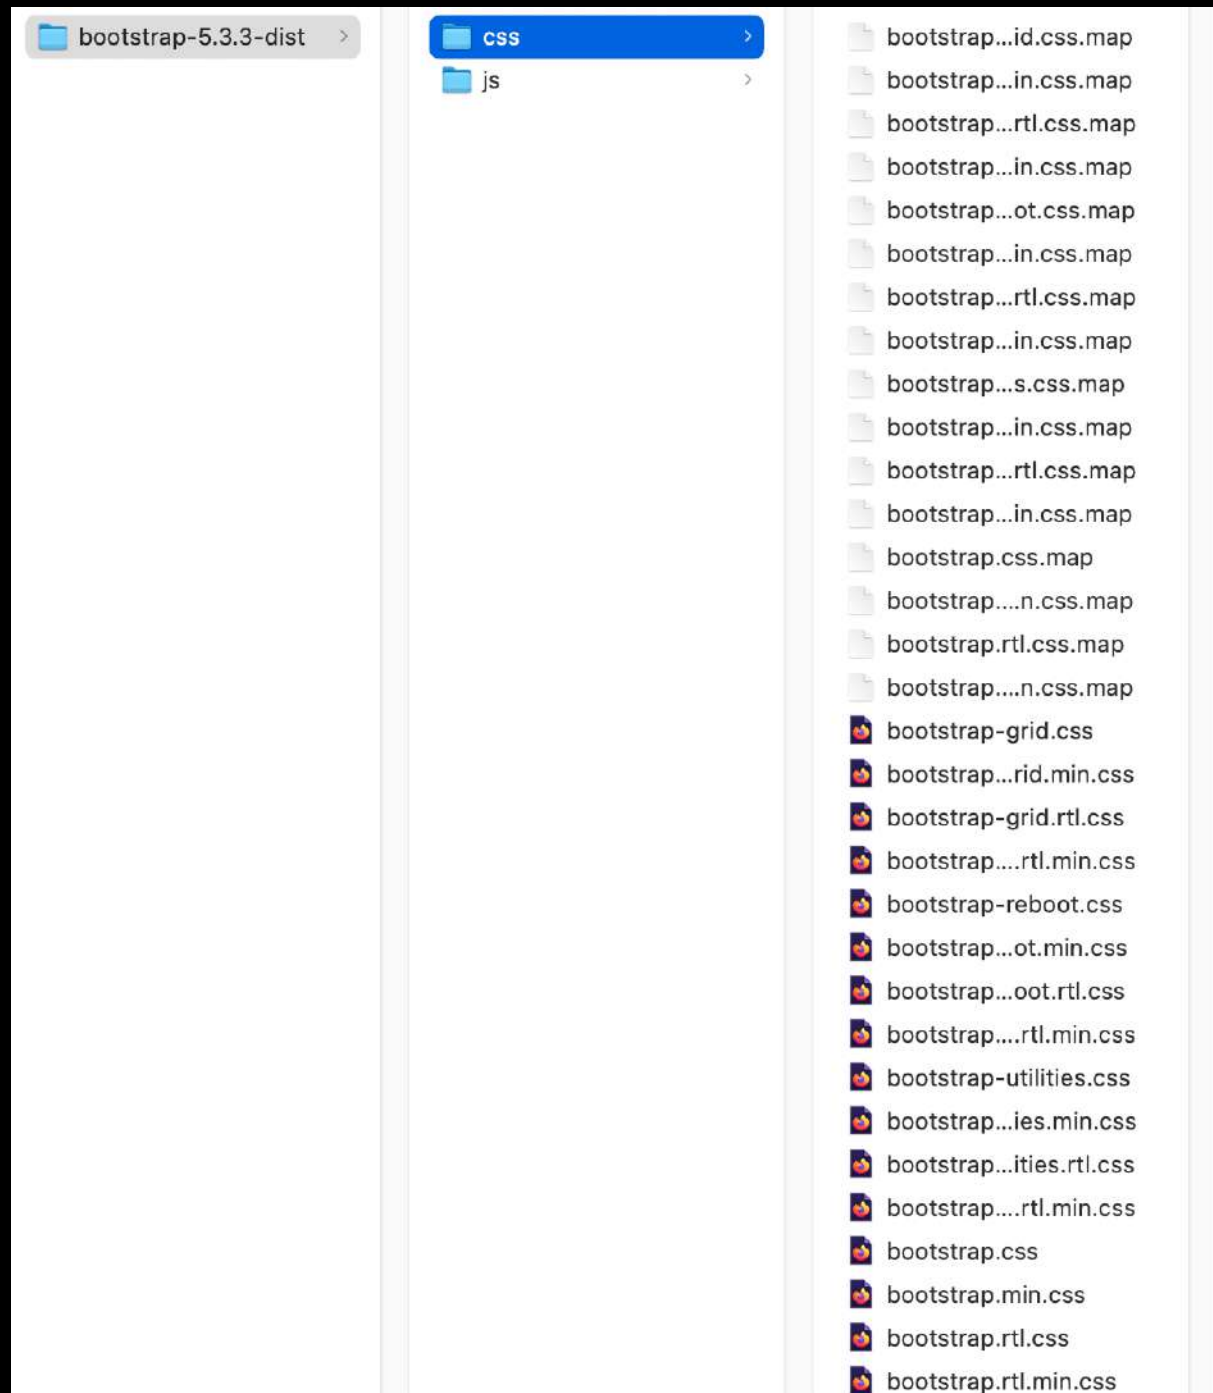 bootstrap-5.3.3-dist
css
js
bootstrap...id.css.map
bootstrap...in.css.map
bootstrap...rtl.css.map
bootstrap...in.css.map
bootstrap...ot.css.map
bootstrap...in.css.map
bootstrap...rtl.css.map
bootstrap...in.css.map
bootstrap...s.css.map
bootstrap...in.css.map
bootstrap...rtl.css.map
bootstrap...in.css.map
bootstrap.css.map
bootstrap....n.css.map
bootstrap.rtl.css.map
bootstrap....n.css.map
bootstrap-grid.css
bootstrap...rid.min.css
bootstrap-grid.rtl.css
bootstrap....rtl.min.css
bootstrap-reboot.css
bootstrap...ot.min.css
bootstrap...oot.rtl.css
bootstrap....rtl.min.css
bootstrap-utilities.css
bootstrap...ies.min.css
bootstrap...ities.rtl.css
bootstrap....rtl.min.css
bootstrap.css
bootstrap.min.css
bootstrap.rtl.css
bootstrap.rtl.min.css